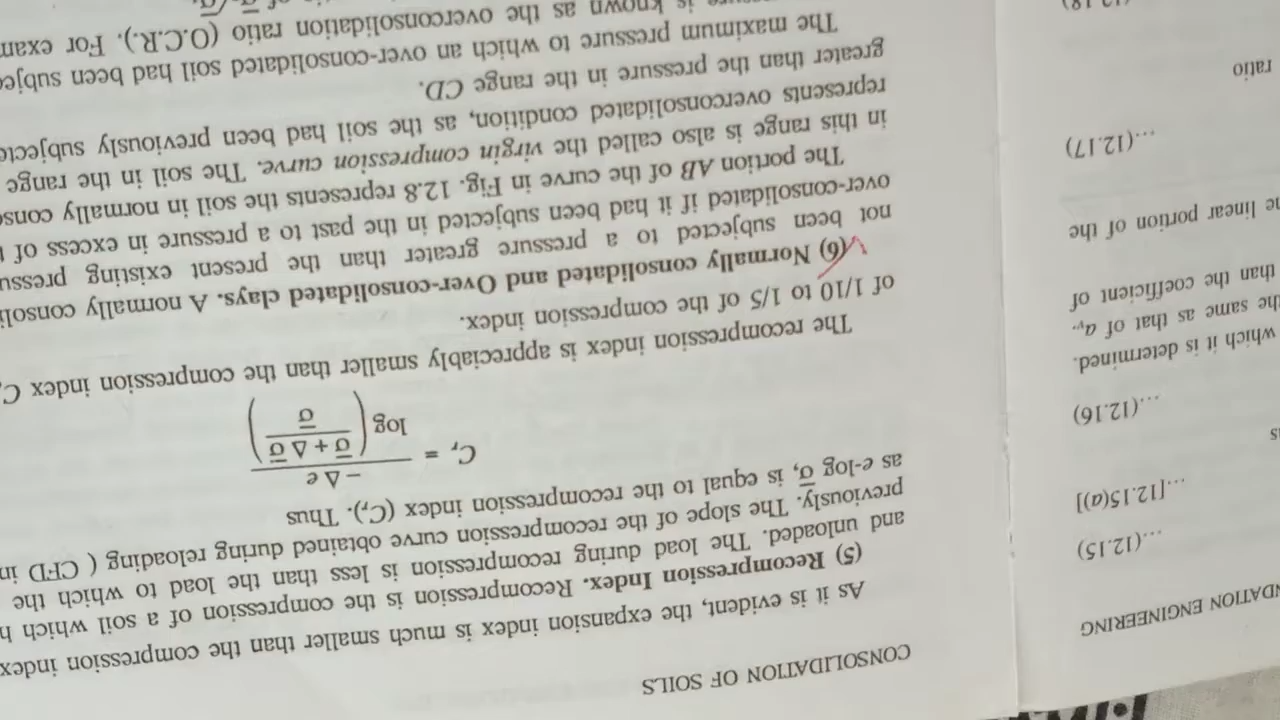 NDATION ENGINEERING
...(12.15)
...[12.15(a)]
...(12.16)
which it is determined.
the same as that of aᵥ,
than the coefficient of
linear portion of the
...(12.17)
ratio
CONSOLIDATION OF SOILS
As it is evident, the expansion index is much smaller than the compression index
(5) Recompression Index. Recompression is the compression of a soil which h
and unloaded. The load during recompression is less than the load to which the
previously. The slope of the recompression curve obtained during reloading ( CFD in
as e-log σ̄, is equal to the recompression index (Cᵣ). Thus
Cᵣ = − Δ e / log ( (σ̄ + Δ σ̄) / σ̄ )
The recompression index is appreciably smaller than the compression index C
of 1/10 to 1/5 of the compression index.
(6) Normally consolidated and Over-consolidated clays. A normally consoli
not been subjected to a pressure greater than the present existing pressu
over-consolidated if it had been subjected in the past to a pressure in excess of
The portion AB of the curve in Fig. 12.8 represents the soil in normally conso
in this range is also called the virgin compression curve. The soil in the range
represents overconsolidated condition, as the soil had been previously subjecte
greater than the pressure in the range CD.
The maximum pressure to which an over-consolidated soil had been subje
is known as the overconsolidation ratio (O.C.R.). For exam